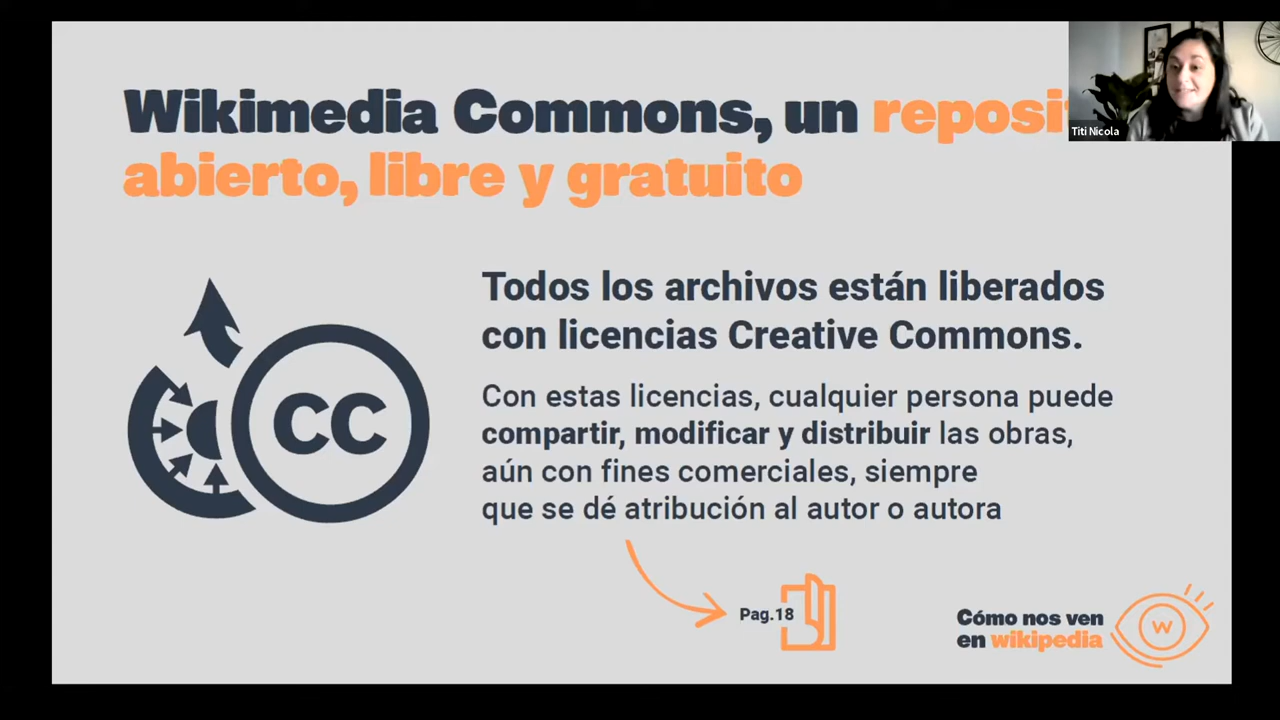 Wikimedia Commons, un
abierto, libre y gratuito
Titi Nicola
CC
Todos los archivos están liberados
con licencias Creative Commons.
Con estas licencias, cualquier persona puede
compartir, modificar y distribuir las obras,
aún con fines comerciales, siempre
que se dé atribución al autor o autora
Pag.18
Cómo nos ven
en wikipedia
W